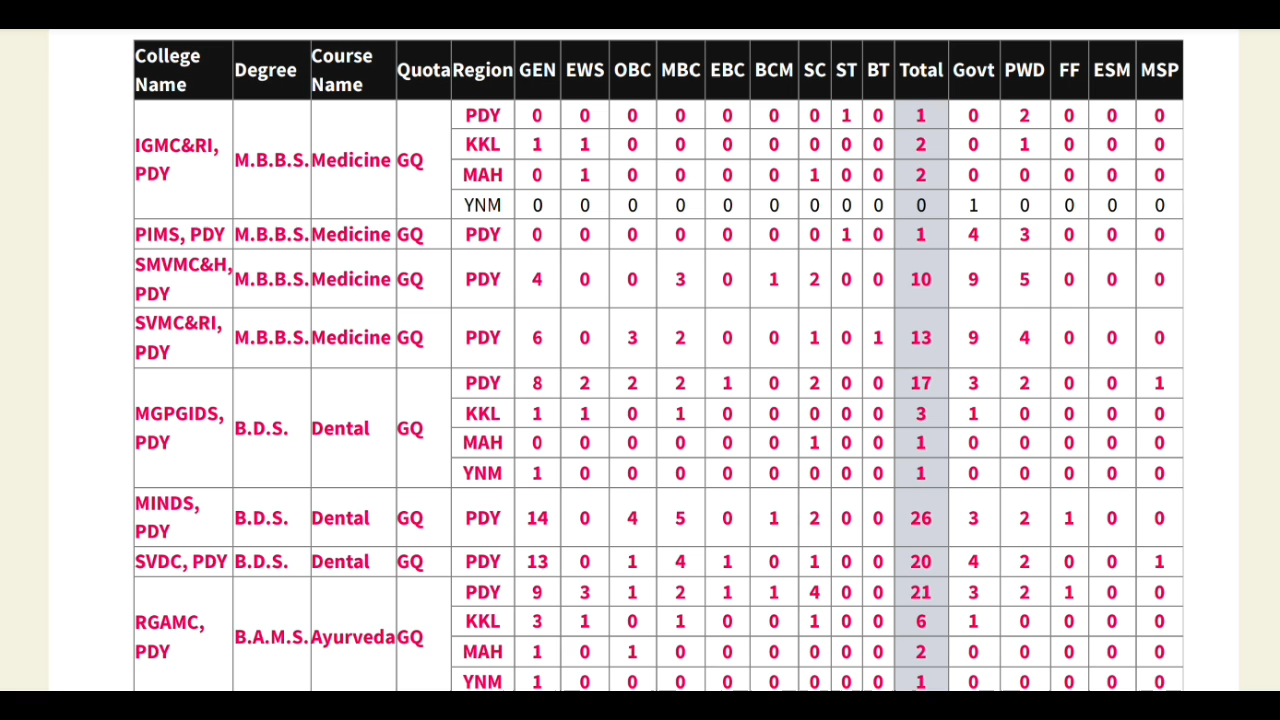 College Name Degree Course Name Quota Region GEN EWS OBC MBC EBC BCM SC ST BT Total Govt PWD FF ESM MSP
IGMC&RI, PDY M.B.B.S. Medicine GQ PDY 0 0 0 0 0 0 0 1 0 1 0 2 0 0 0
KKL 1 1 0 0 0 0 0 0 0 2 0 1 0 0 0
MAH 0 1 0 0 0 0 1 0 0 2 0 0 0 0 0
YNM 0 0 0 0 0 0 0 0 0 0 1 0 0 0 0
PIMS, PDY M.B.B.S. Medicine GQ PDY 0 0 0 0 0 0 0 1 0 1 4 3 0 0 0
SMVMC&H, PDY M.B.B.S. Medicine GQ PDY 4 0 0 3 0 1 2 0 0 10 9 5 0 0 0
SVMC&RI, PDY M.B.B.S. Medicine GQ PDY 6 0 3 2 0 0 1 0 1 13 9 4 0 0 0
MGPGIDS, PDY B.D.S. Dental GQ PDY 8 2 2 2 1 0 2 0 0 17 3 2 0 0 1
KKL 1 1 0 1 0 0 0 0 0 3 1 0 0 0 0
MAH 0 0 0 0 0 0 1 0 0 1 0 0 0 0 0
YNM 1 0 0 0 0 0 0 0 0 1 0 0 0 0 0
MINDS, PDY B.D.S. Dental GQ PDY 14 0 4 5 0 1 2 0 0 26 3 2 1 0 0
SVDC, PDY B.D.S. Dental GQ PDY 13 0 1 4 1 0 1 0 0 20 4 2 0 0 1
RGAMC, PDY B.A.M.S. Ayurveda GQ PDY 9 3 1 2 1 1 4 0 0 21 3 2 1 0 0
KKL 3 1 0 1 0 0 1 0 0 6 1 0 0 0 0
MAH 1 0 1 0 0 0 0 0 0 2 0 0 0 0 0
YNM 1 0 0 0 0 0 0 0 0 1 0 0 0 0 0